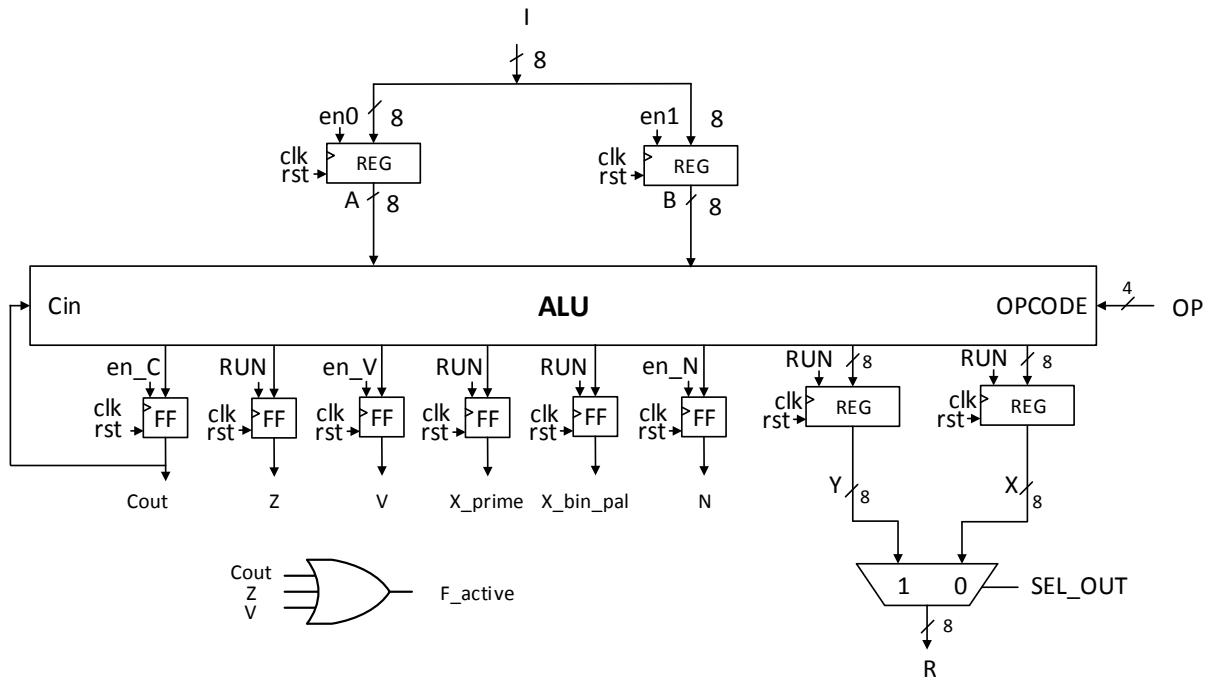 I
8
en0
8
en1
8
clk
rst
REG
clk
rst
REG
A
8
B
8
Cin
ALU
OPCODE
4
OP
en_C
RUN
en_V
RUN
RUN
en_N
RUN
8
RUN
8
clk
rst
FF
clk
rst
FF
clk
rst
FF
clk
rst
FF
clk
rst
FF
clk
rst
FF
clk
rst
REG
clk
rst
REG
Cout
Z
V
X_prime
X_bin_pal
N
Y
8
X
8
Cout
Z
V
F_active
1
0
SEL_OUT
8
R